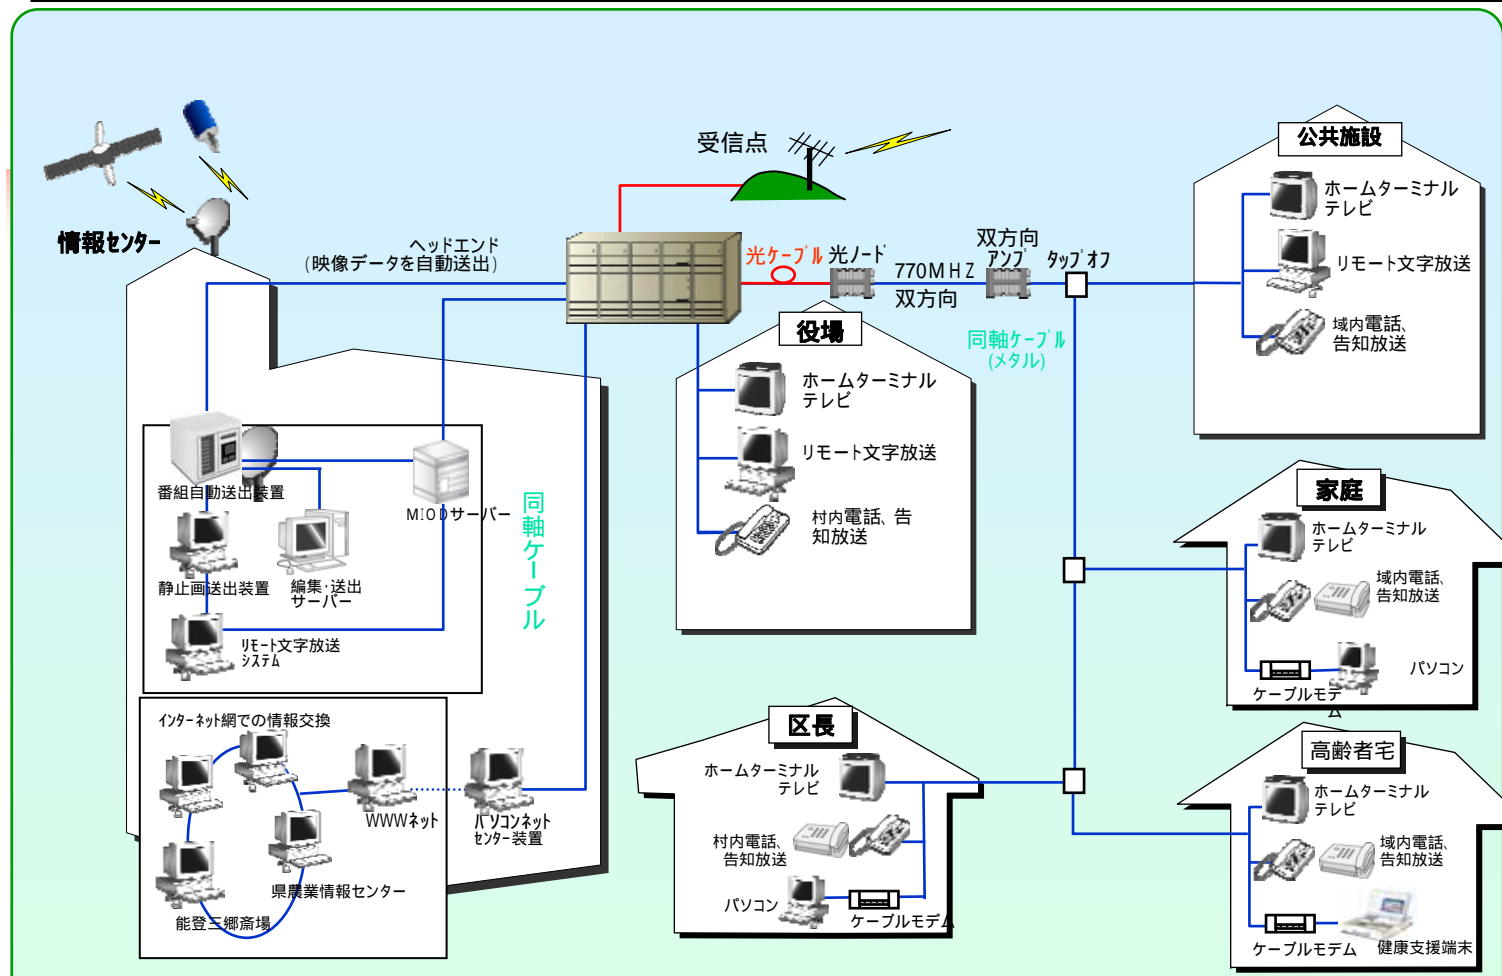 受信点
公共施設
ホームターミナル
テレビ
リモート文字放送
域内電話、
告知放送
情報センター
ヘッドエンド
(映像データを自動送出)
光ケーブル
光ノード
770MHZ
双方向
双方向
アンプ
タップオフ
同軸ケーブル
(メタル)
役場
ホームターミナル
テレビ
リモート文字放送
村内電話、告
知放送
番組自動送出装置
MIODサーバー
同軸ケーブル
静止画送出装置
編集・送出
サーバー
リモート文字放送
システム
家庭
ホームターミナル
テレビ
域内電話、
告知放送
パソコン
ケーブルモデ
ム
インターネット網での情報交換
WWWネット
パソコンネット
センター装置
県農業情報センター
能登三郷斎場
区長
ホームターミナル
テレビ
村内電話、
告知放送
パソコン
ケーブルモデム
高齢者宅
ホームターミナル
テレビ
域内電話、
告知放送
ケーブルモデム
健康支援端末